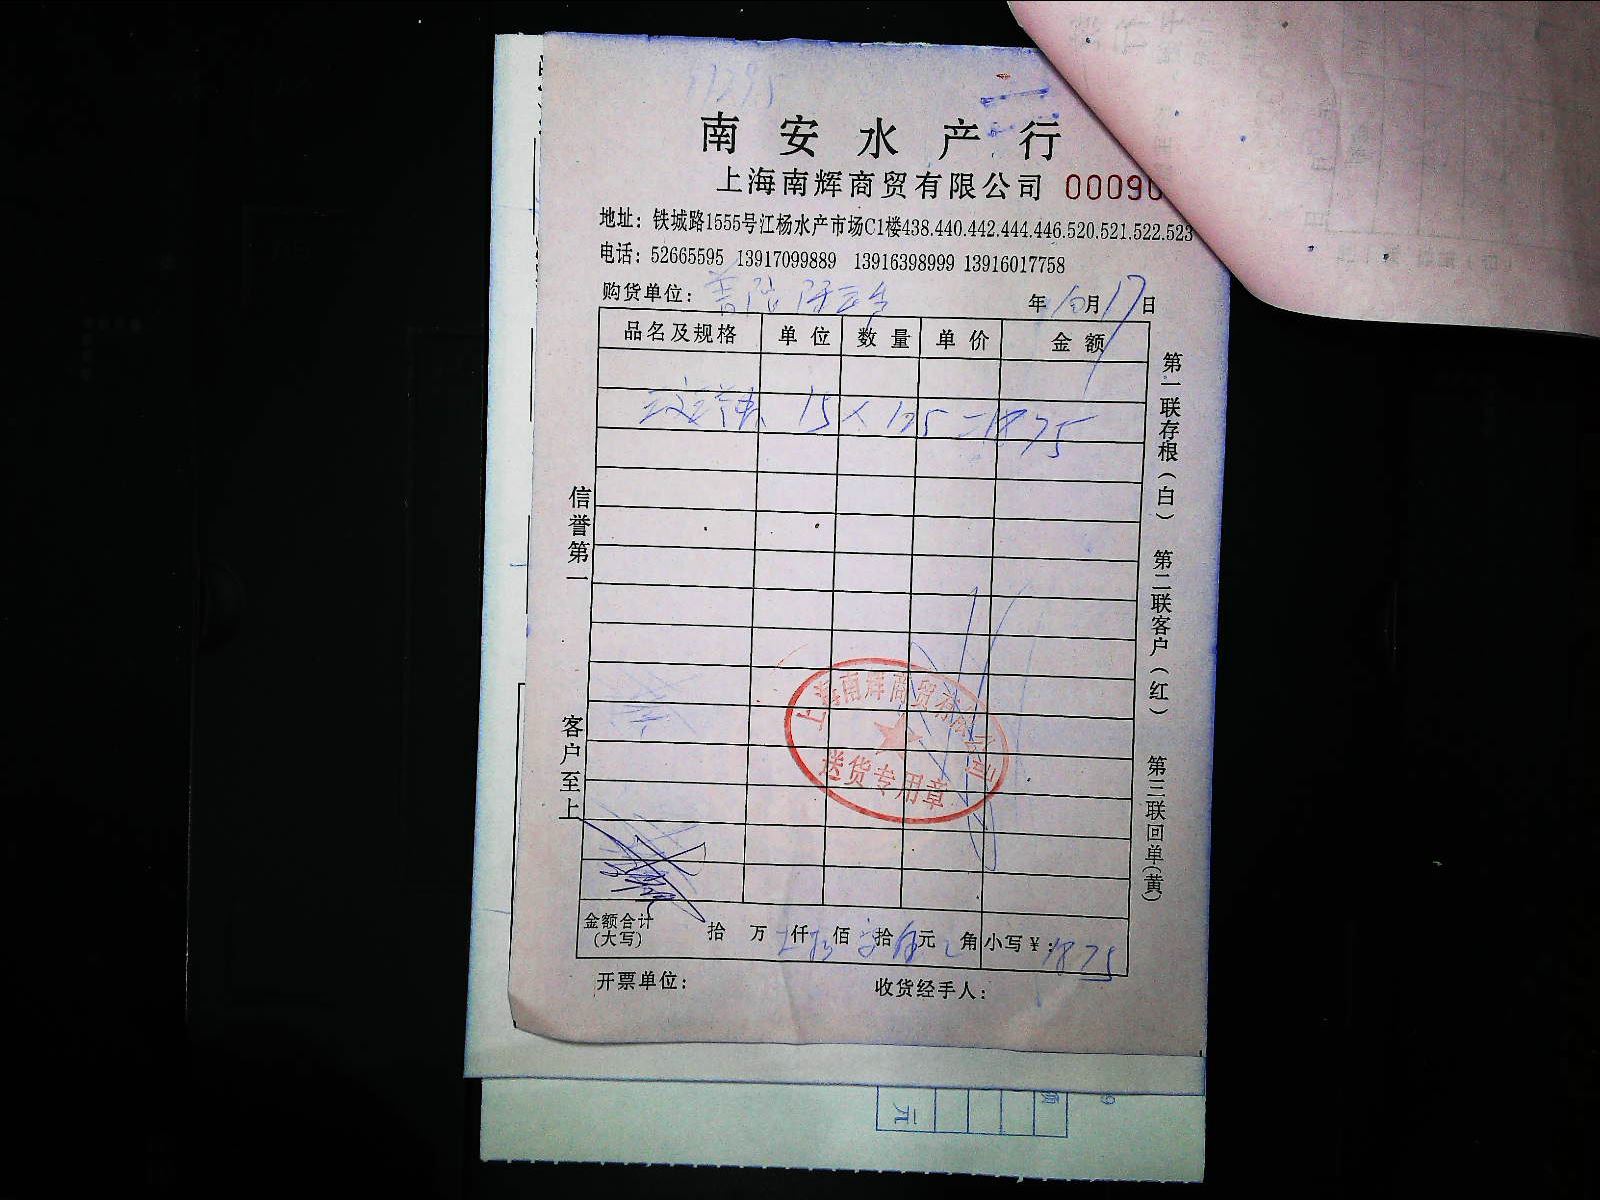 南安水产行
上海南辉商贸有限公司 00090
地址：铁城路1555号江杨水产市场C1楼438.440.442.444.446.520.521.522.523
电话：52665595 13917099889 13916398999 13916017758
购货单位： 年10月17日
品名及规格 单位 数量 单价 金额
15×125=1875
信誉第一
客户至上
第一联存根（白）
第二联客户（红）
第三联回单（黄）
上海南辉商贸有限公司
送货专用章
金额合计（大写） 拾 万 仟 佰 拾 元 角 小写￥：1875
开票单位： 收货经手人：
元
额